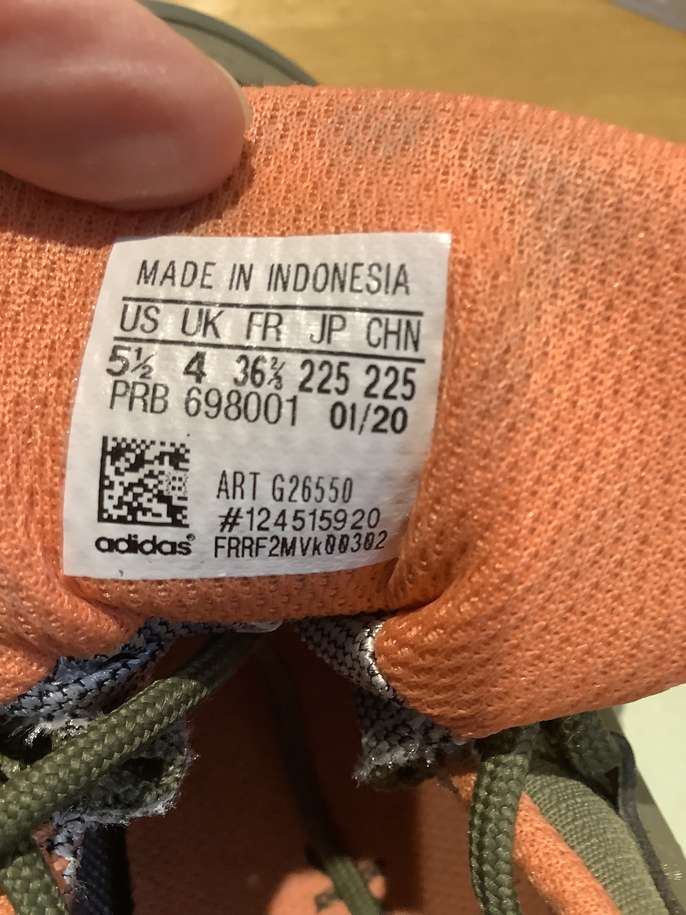 MADE IN INDONESIA
US UK FR JP CHN
5½ 4 36⅔ 225 225
PRB 698001 01/20
ART G26550
#124515920
adidas® FRRF2MVk00302